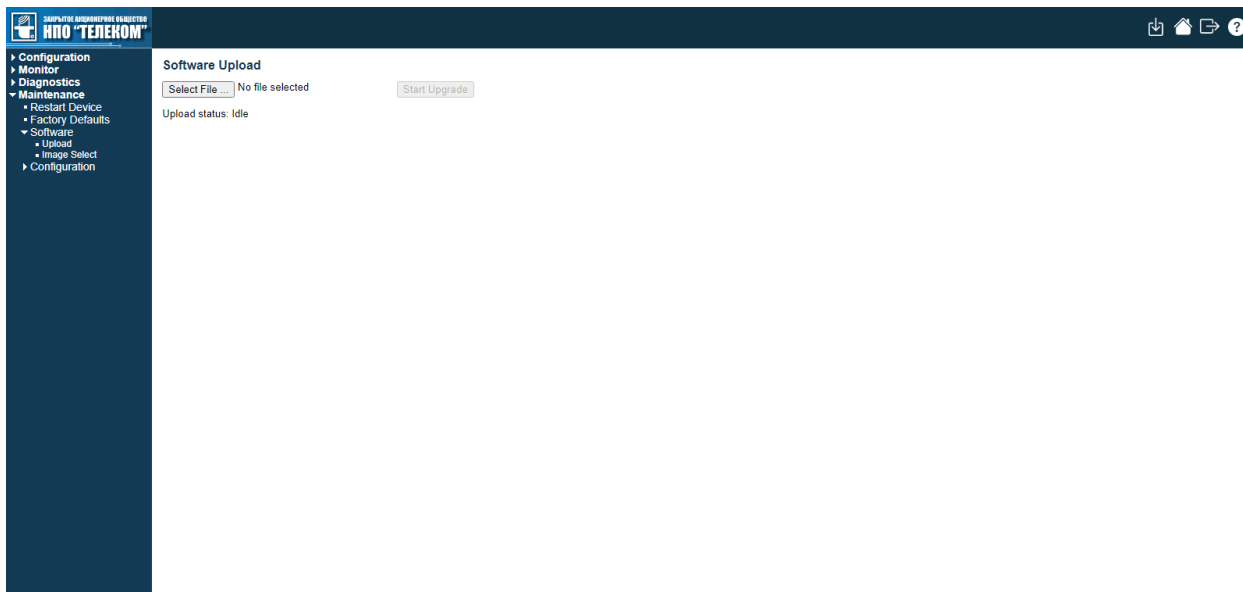 ЗАКРЫТОЕ АКЦИОНЕРНОЕ ОБЩЕСТВО
НПО "ТЕЛЕКОМ"
?
Configuration
Monitor
Diagnostics
Maintenance
Restart Device
Factory Defaults
Software
Upload
Image Select
Configuration
Software Upload
Select File ... No file selected Start Upgrade
Upload status: Idle